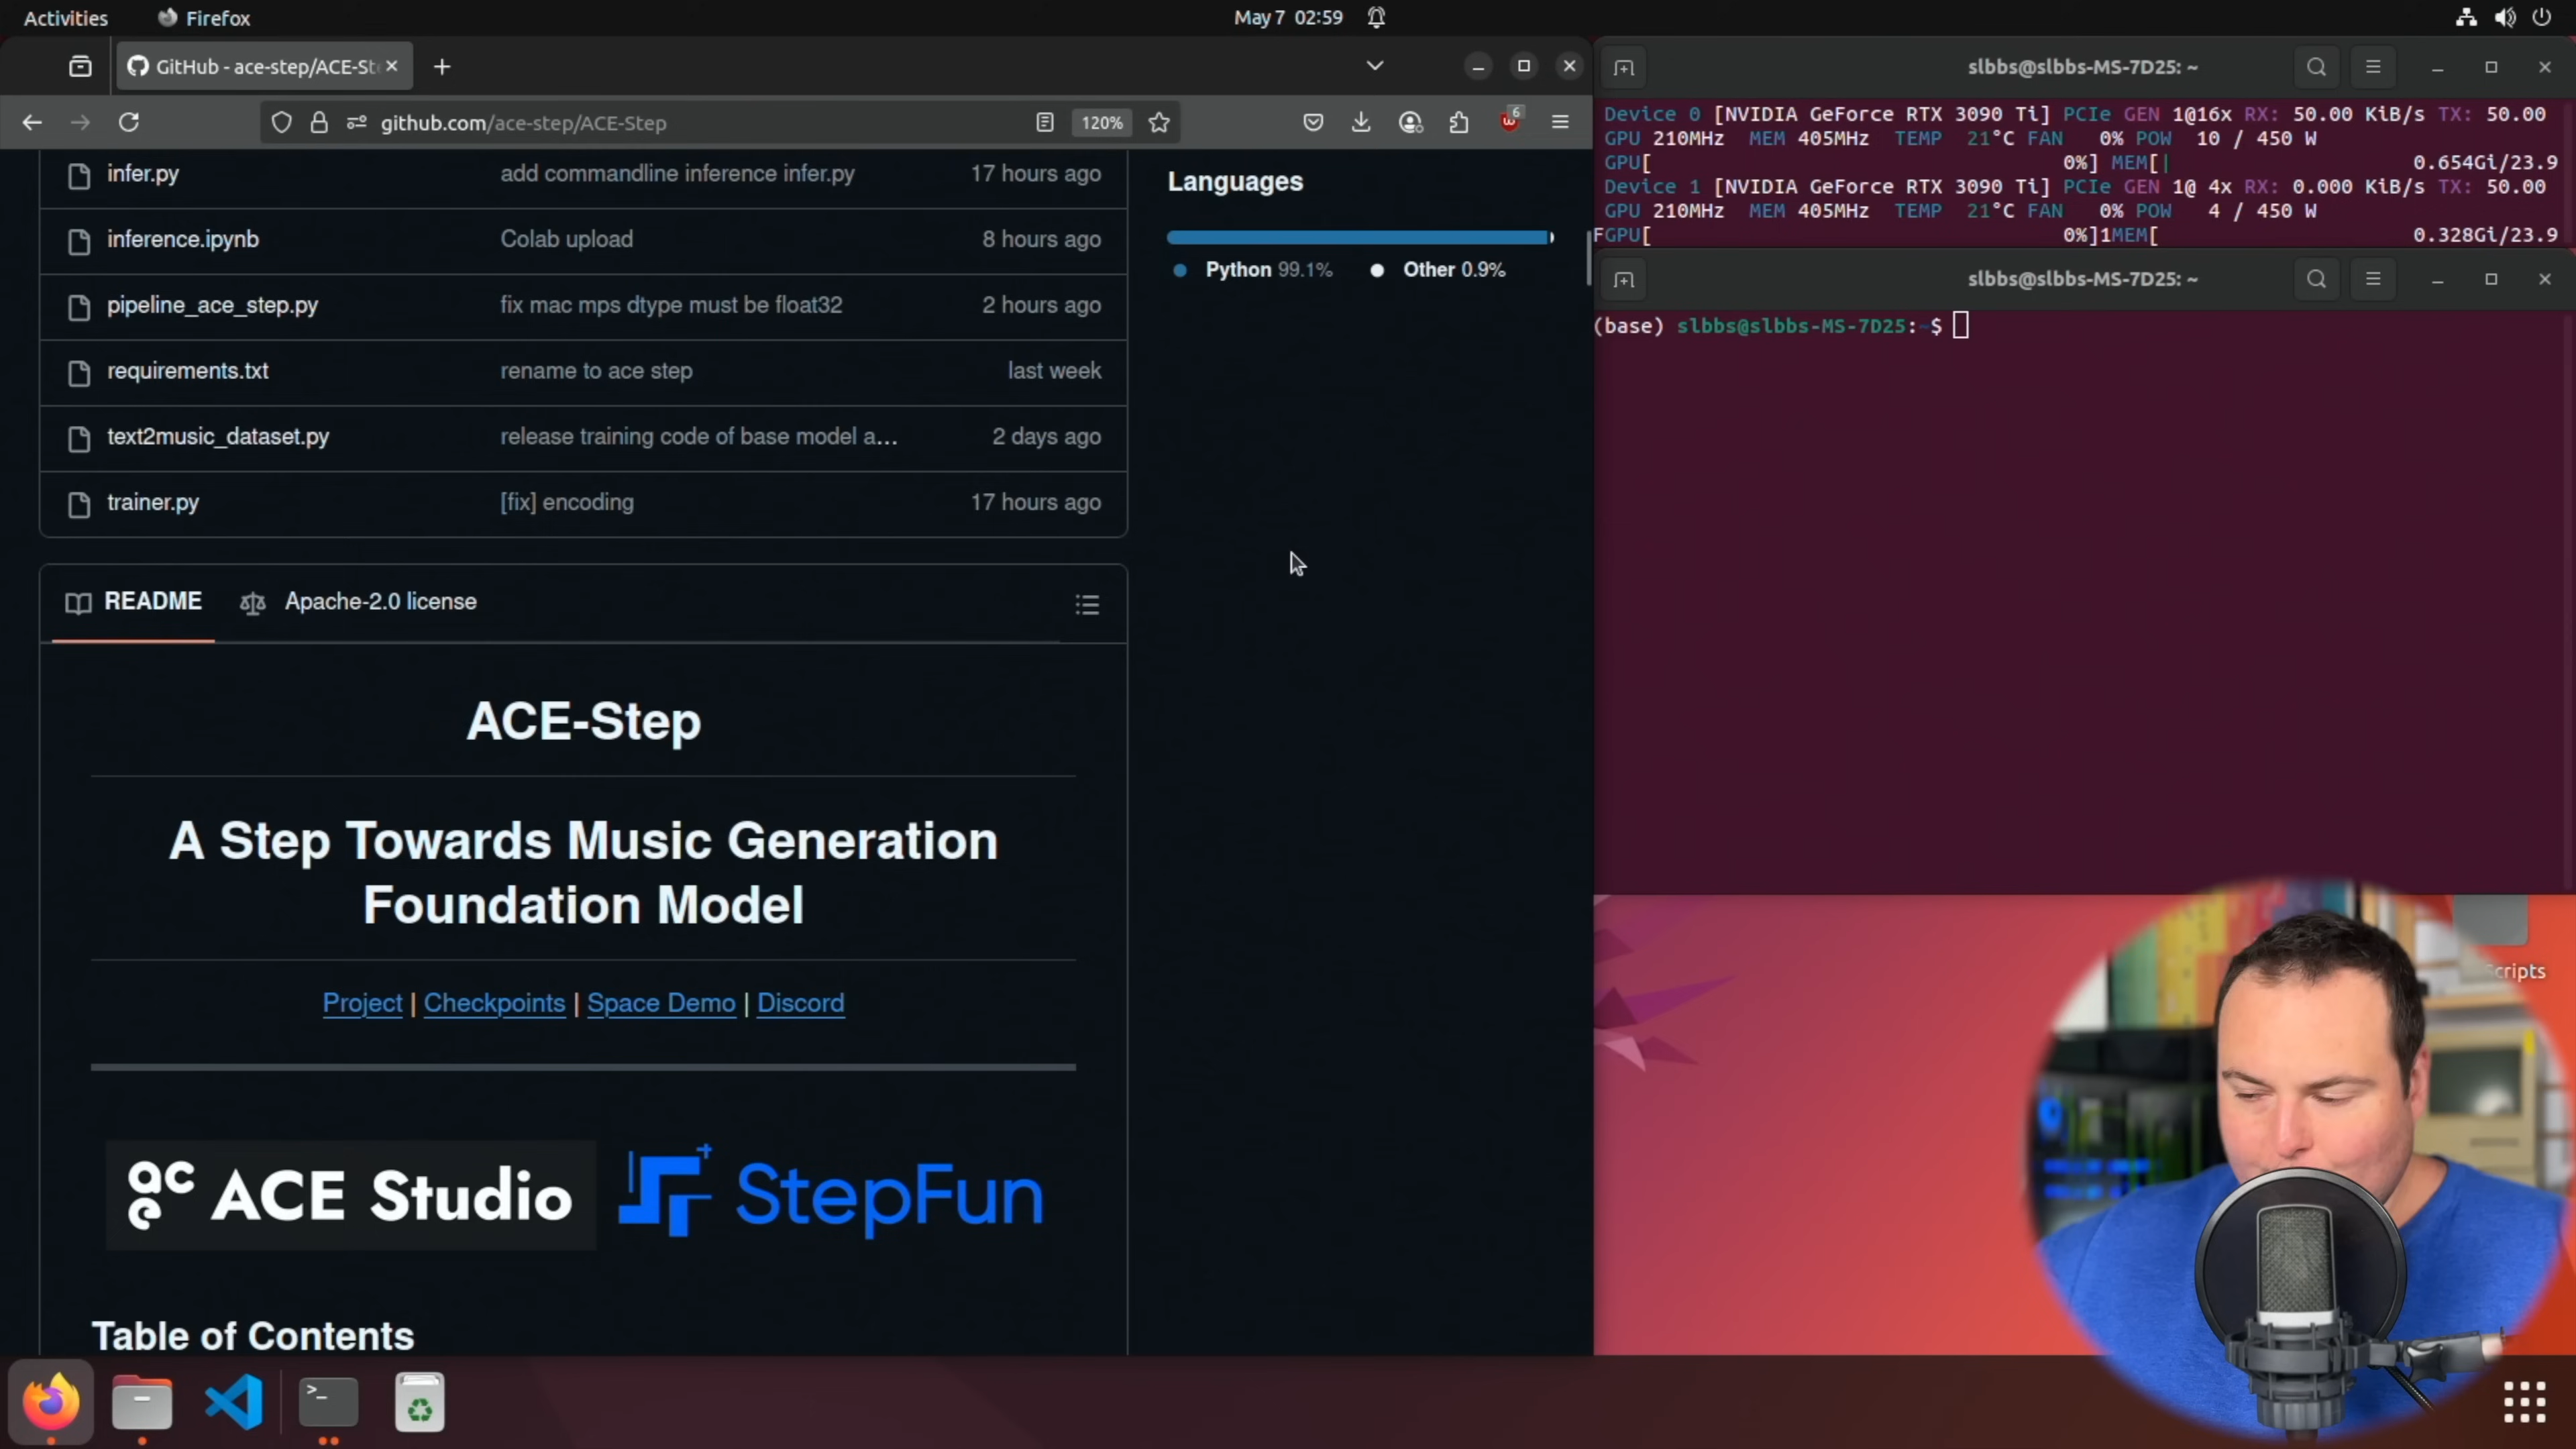 Activities Firefox May 7 02:59
GitHub - ace-step/ACE-St
github.com/ace-step/ACE-Step 120% 6
infer.py add commandline inference infer.py 17 hours ago
inference.ipynb Colab upload 8 hours ago
pipeline_ace_step.py fix mac mps dtype must be float32 2 hours ago
requirements.txt rename to ace step last week
text2music_dataset.py release training code of base model a... 2 days ago
trainer.py [fix] encoding 17 hours ago
Languages
Python 99.1% Other 0.9%
README Apache-2.0 license
ACE-Step
A Step Towards Music Generation
Foundation Model
Project | Checkpoints | Space Demo | Discord
ace ACE Studio StepFun
Table of Contents
slbbs@slbbs-MS-7D25: ~
Device 0 [NVIDIA GeForce RTX 3090 Ti] PCIe GEN 1@16x RX: 50.00 KiB/s TX: 50.00
GPU 210MHz MEM 405MHz TEMP 21°C FAN 0% POW 10 / 450 W
GPU[ 0%] MEM[| 0.654Gi/23.9
Device 1 [NVIDIA GeForce RTX 3090 Ti] PCIe GEN 1@ 4x RX: 0.000 KiB/s TX: 50.00
GPU 210MHz MEM 405MHz TEMP 21°C FAN 0% POW 4 / 450 W
FGPU[ 0%]1MEM[ 0.328Gi/23.9
slbbs@slbbs-MS-7D25: ~
(base) slbbs@slbbs-MS-7D25:~$